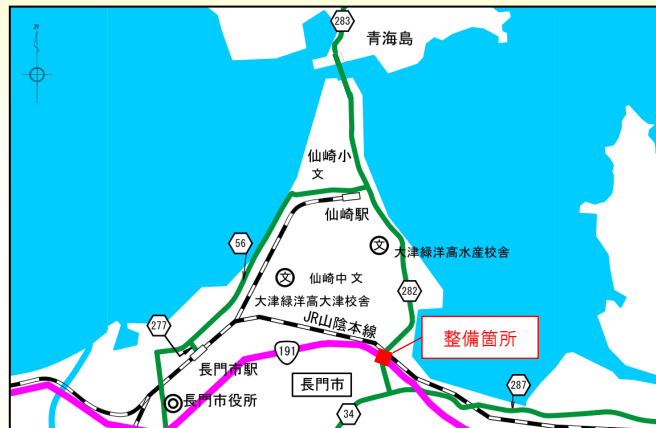 283
青海島
仙崎小
文
仙崎駅
56
文
大津緑洋高水産校舎
文
仙崎中 文
大津緑洋高大津校舎
282
277
JR山陰本線
整備箇所
191
長門市駅
長門市
287
長門市役所
34